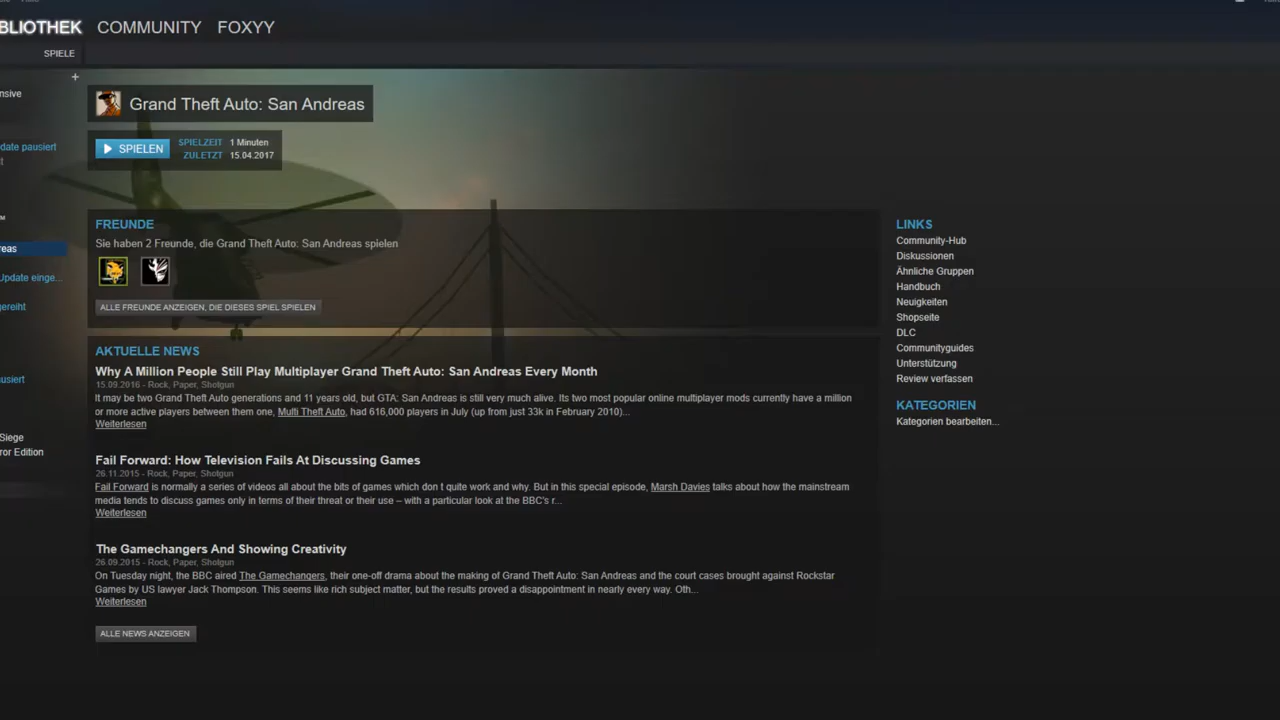 BLIOTHEK COMMUNITY FOXYY
SPIELE
+
nsive
date pausiert
™
eas
Update einge...
gereiht
usiert
Siege
ror Edition
Grand Theft Auto: San Andreas
SPIELEN
SPIELZEIT 1 Minuten
ZULETZT 15.04.2017
FREUNDE
Sie haben 2 Freunde, die Grand Theft Auto: San Andreas spielen
ALLE FREUNDE ANZEIGEN, DIE DIESES SPIEL SPIELEN
AKTUELLE NEWS
Why A Million People Still Play Multiplayer Grand Theft Auto: San Andreas Every Month
15.09.2016 - Rock, Paper, Shotgun
It may be two Grand Theft Auto generations and 11 years old, but GTA: San Andreas is still very much alive. Its two most popular online multiplayer mods currently have a million
or more active players between them one, Multi Theft Auto, had 616,000 players in July (up from just 33k in February 2010)...
Weiterlesen
Fail Forward: How Television Fails At Discussing Games
26.11.2015 - Rock, Paper, Shotgun
Fail Forward is normally a series of videos all about the bits of games which don t quite work and why. But in this special episode, Marsh Davies talks about how the mainstream
media tends to discuss games only in terms of their threat or their use – with a particular look at the BBC's r...
Weiterlesen
The Gamechangers And Showing Creativity
26.09.2015 - Rock, Paper, Shotgun
On Tuesday night, the BBC aired The Gamechangers, their one-off drama about the making of Grand Theft Auto: San Andreas and the court cases brought against Rockstar
Games by US lawyer Jack Thompson. This seems like rich subject matter, but the results proved a disappointment in nearly every way. Oth...
Weiterlesen
ALLE NEWS ANZEIGEN
LINKS
Community-Hub
Diskussionen
Ähnliche Gruppen
Handbuch
Neuigkeiten
Shopseite
DLC
Communityguides
Unterstützung
Review verfassen
KATEGORIEN
Kategorien bearbeiten...